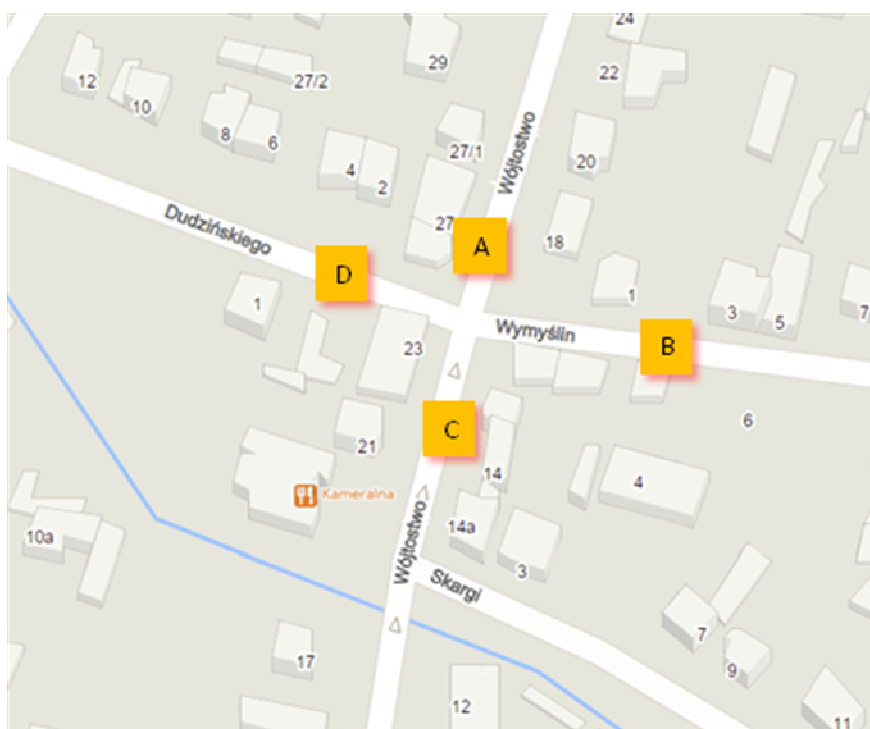 24
29
22
12
27/2
10
8
6
Wójtostwo
27/1
20
4
2
Dudzińskiego
27
A
18
D
1
1
3
5
7
Wymyślin
B
23
C
6
21
14
4
Kameralna
14a
10a
Wójtostwo
3
Skargi
7
17
9
12
11